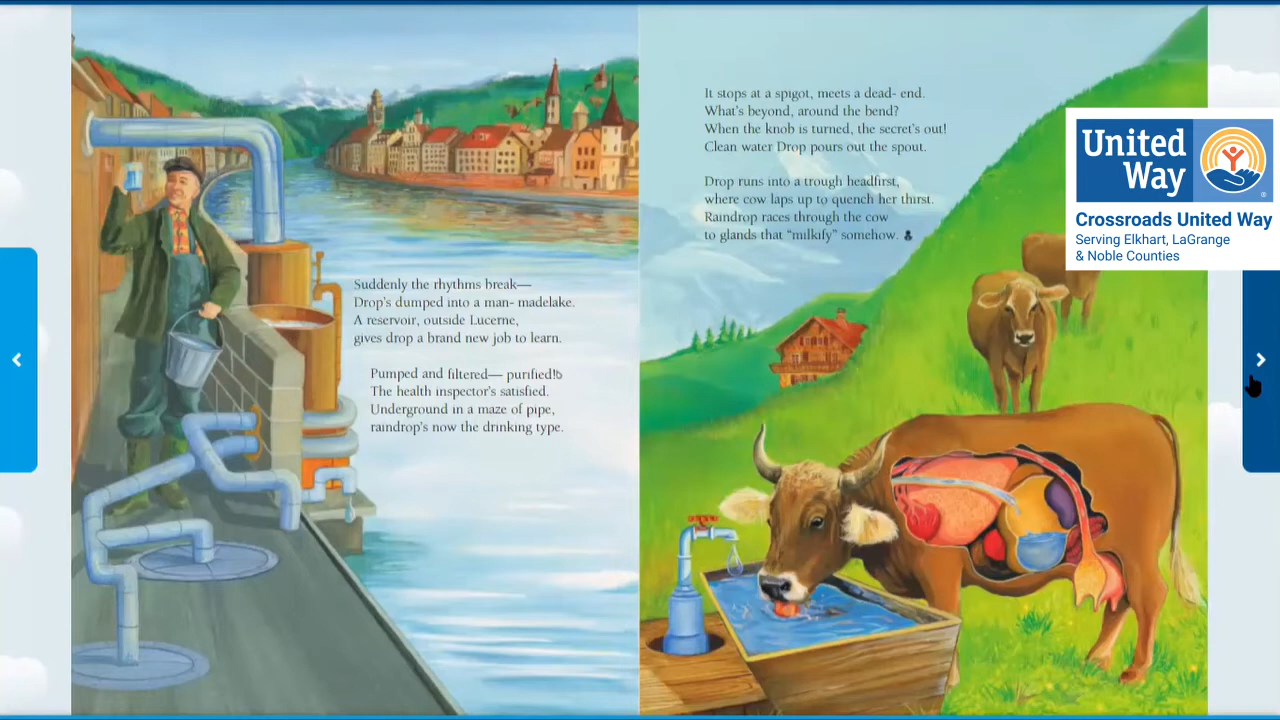 Suddenly the rhythms break—
Drop's dumped into a man- madelake.
A reservoir, outside Lucerne,
gives drop a brand new job to learn.
Pumped and filtered— purified!b
The health inspector's satisfied.
Underground in a maze of pipe,
raindrop's now the drinking type.
It stops at a spigot, meets a dead- end.
What's beyond, around the bend?
When the knob is turned, the secret's out!
Clean water Drop pours out the spout.
Drop runs into a trough headfirst,
where cow laps up to quench her thirst.
Raindrop races through the cow
to glands that “milkify” somehow.
United
Way
Crossroads United Way
Serving Elkhart, LaGrange
& Noble Counties